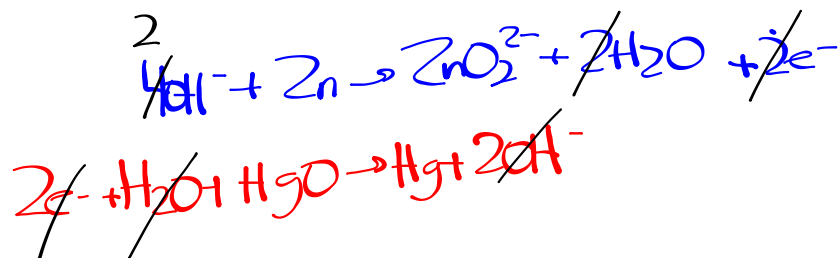 2
4OH⁻ + Zn → ZnO₂²⁻ + 2H₂O + 2e⁻
2e⁻ + H₂O + HgO → Hg + 2OH⁻